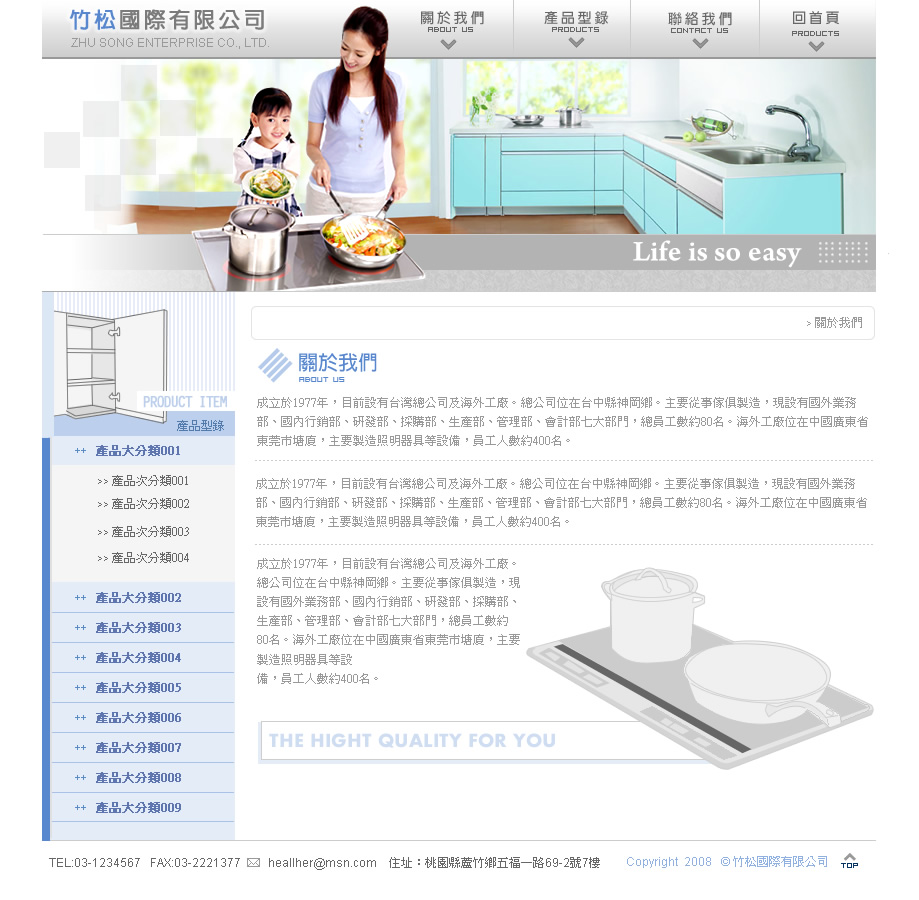 竹松國際有限公司
ZHU SONG ENTERPRISE CO., LTD.
關於我們
ABOUT US
產品型錄
PRODUCTS
聯絡我們
CONTACT US
回首頁
PRODUCTS
Life is so easy
PRODUCT ITEM
產品型錄
++ 產品大分類001
>> 產品次分類001
>> 產品次分類002
>> 產品次分類003
>> 產品次分類004
++ 產品大分類002
++ 產品大分類003
++ 產品大分類004
++ 產品大分類005
++ 產品大分類006
++ 產品大分類007
++ 產品大分類008
++ 產品大分類009
> 關於我們
關於我們
ABOUT US
成立於1977年，目前設有台灣總公司及海外工廠。總公司位在台中縣神岡鄉。主要從事傢俱製造，現設有國外業務
部、國內行銷部、研發部、採購部、生產部、管理部、會計部七大部門，總員工人數約80名。海外工廠位在中國廣東省
東莞市塘廈，主要製造照明器具等設備，員工人數約400名。
成立於1977年，目前設有台灣總公司及海外工廠。總公司位在台中縣神岡鄉。主要從事傢俱製造，現設有國外業務
部、國內行銷部、研發部、採購部、生產部、管理部、會計部七大部門，總員工人數約80名。海外工廠位在中國廣東省
東莞市塘廈，主要製造照明器具等設備，員工人數約400名。
成立於1977年，目前設有台灣總公司及海外工廠。
總公司位在台中縣神岡鄉。主要從事傢俱製造，現
設有國外業務部、國內行銷部、研發部、採購部、
生產部、管理部、會計部七大部門，總員工人數約
80名。海外工廠位在中國廣東省東莞市塘廈，主要
製造照明器具等設
備，員工人數約400名。
THE HIGHT QUALITY FOR YOU
TEL:03-1234567 FAX:03-2221377 heallher@msn.com 住址：桃園縣蘆竹鄉五福一路69-2號7樓 Copyright 2008 ©竹松國際有限公司 TOP